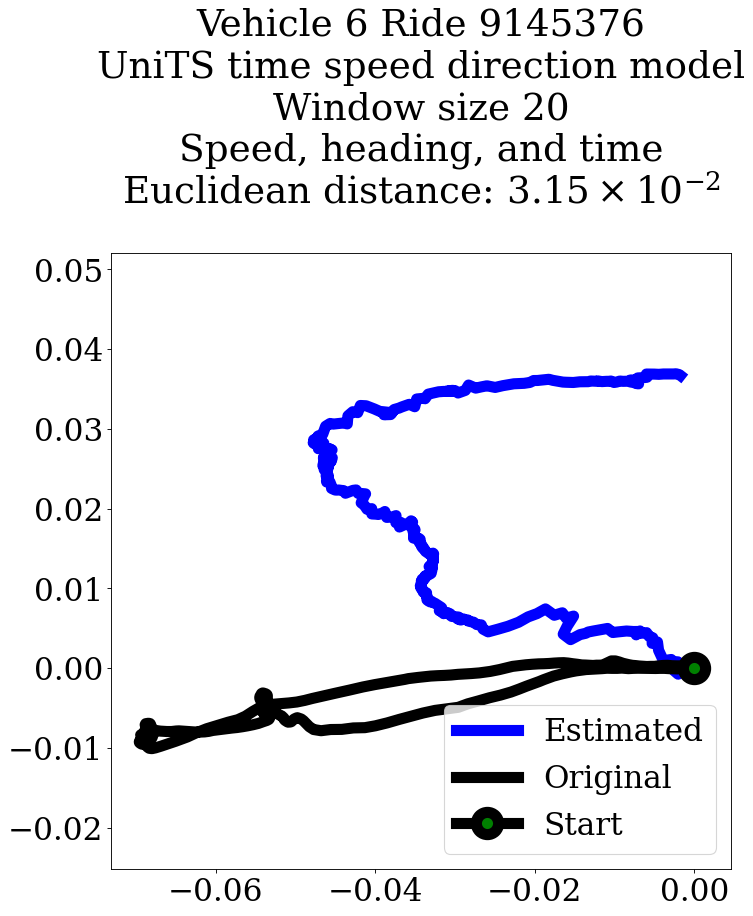 Vehicle 6 Ride 9145376
UniTS time speed direction model
Window size 20
Speed, heading, and time
Euclidean distance: 3.15 × 10⁻²
0.05
0.04
0.03
0.02
0.01
0.00
−0.01
−0.02
Estimated
Original
Start
−0.06
−0.04
−0.02
0.00